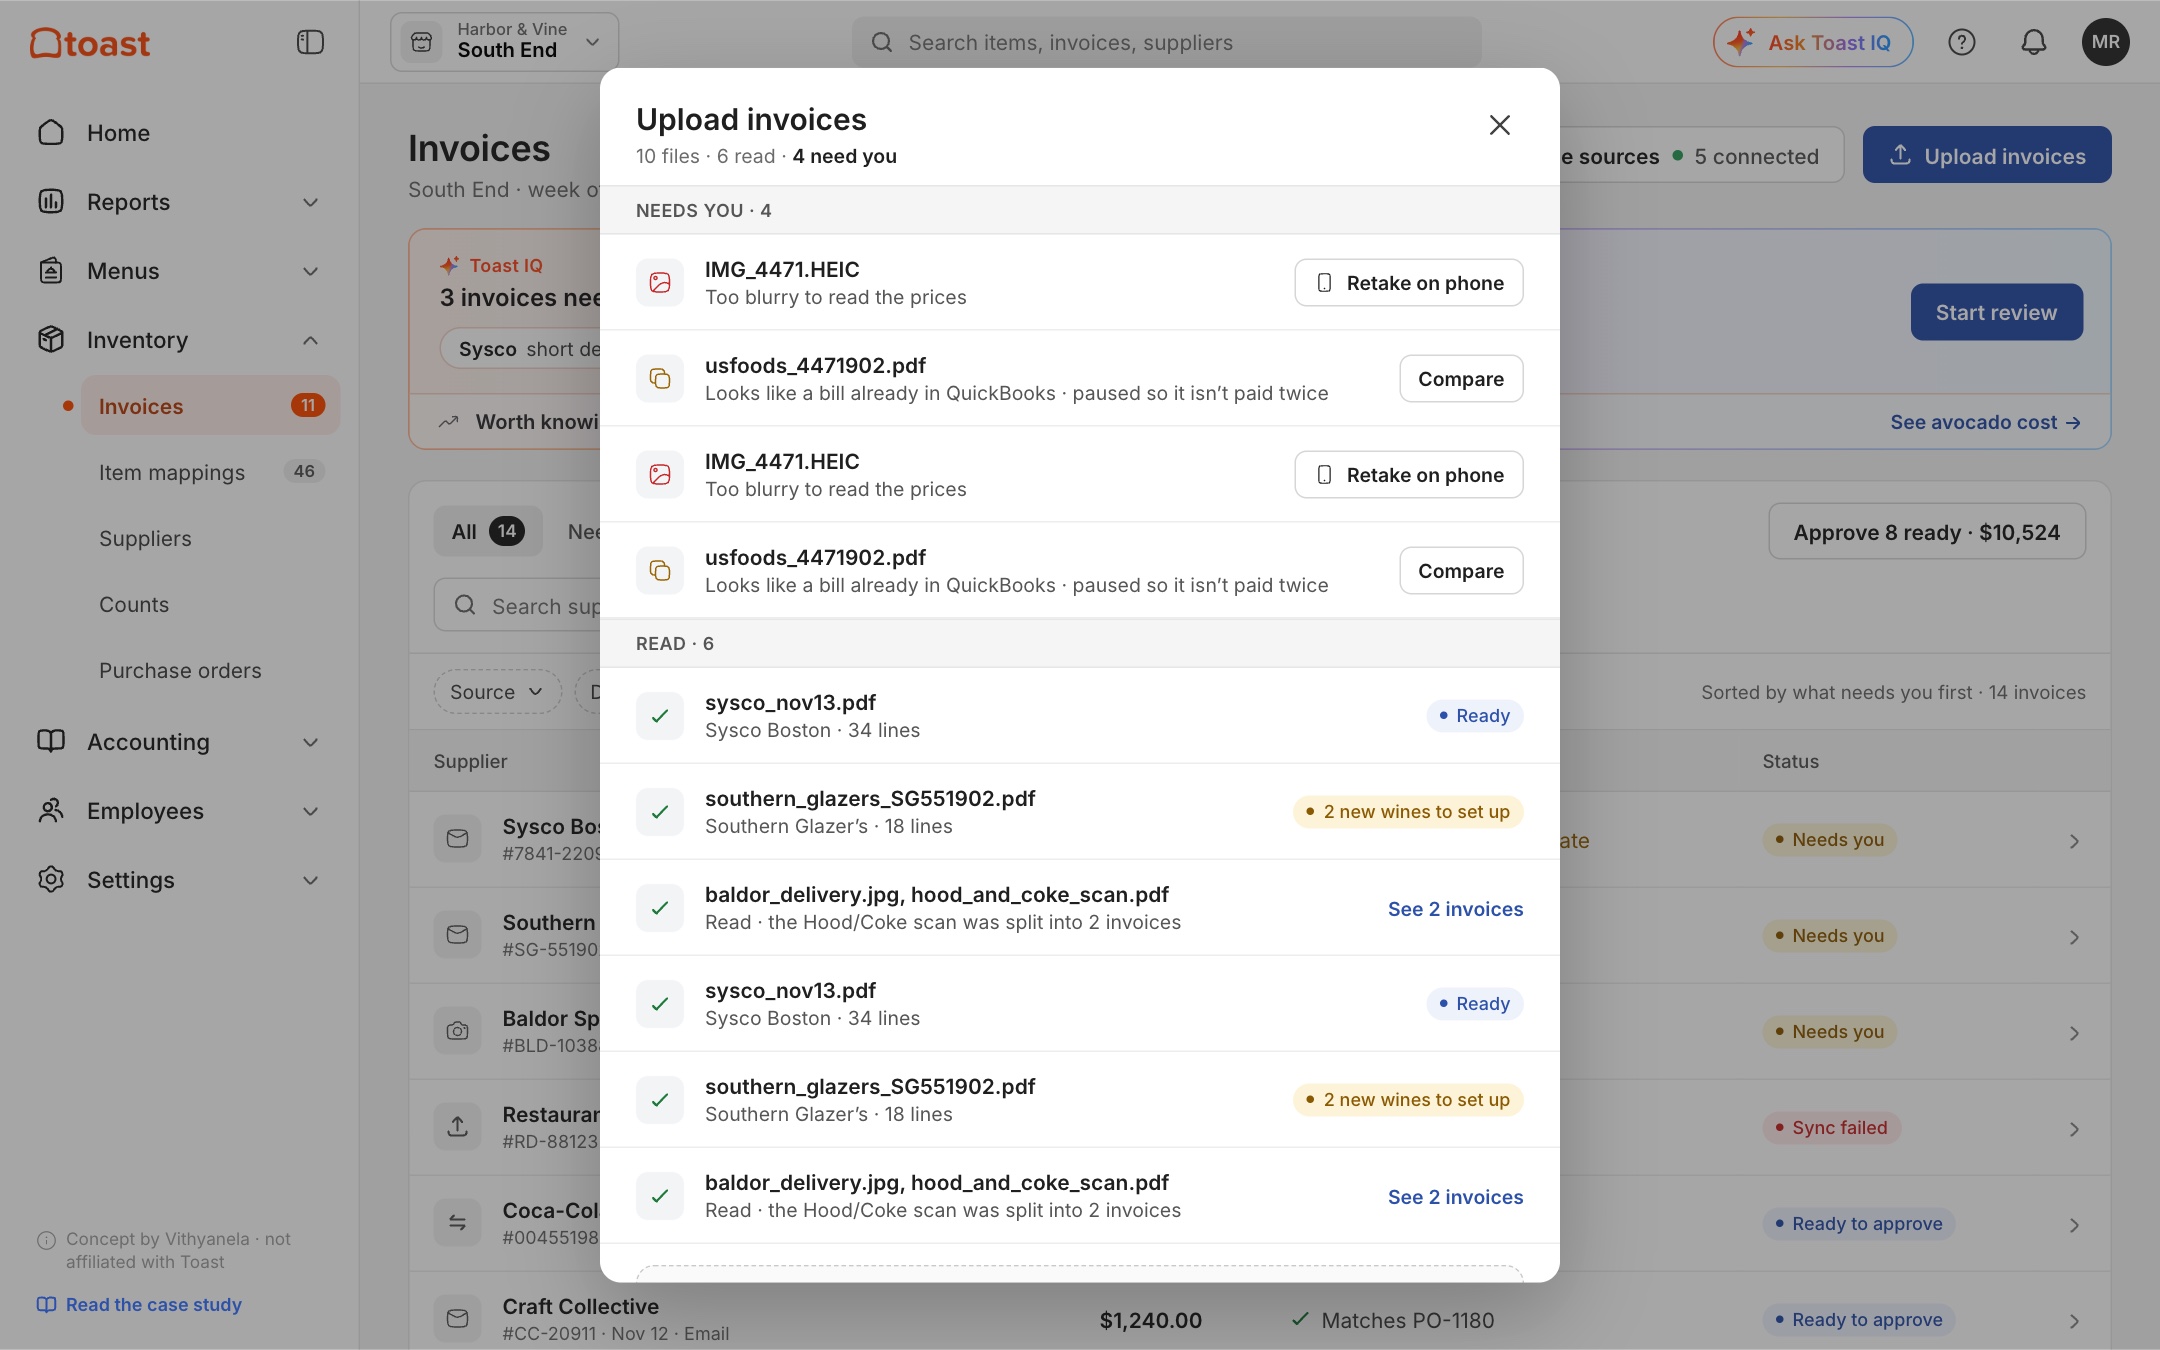 toast
Harbor & Vine
South End
Search items, invoices, suppliers
Ask Toast IQ
MR
Home
Reports
Menus
Inventory
Invoices 11
Item mappings 46
Suppliers
Counts
Purchase orders
Accounting
Employees
Settings
Concept by Vithyanela · not
affiliated with Toast
Read the case study
Invoices
South End · week o
e sources 5 connected
Upload invoices
Toast IQ
3 invoices nee
Sysco short de
Start review
Worth knowi
See avocado cost →
All 14 Nee
Approve 8 ready · $10,524
Search sup
Source
D
Sorted by what needs you first · 14 invoices
Supplier
Status
Sysco Bos
#7841-2209
ate
Needs you
Southern
#SG-55190
Needs you
Baldor Sp
#BLD-1038
Needs you
Restauran
#RD-88123
Sync failed
Coca-Col
#00455198
Ready to approve
Craft Collective
#CC-20911 · Nov 12 · Email
$1,240.00
Matches PO-1180
Ready to approve
Upload invoices
10 files · 6 read · 4 need you
NEEDS YOU · 4
IMG_4471.HEIC
Too blurry to read the prices
Retake on phone
usfoods_4471902.pdf
Looks like a bill already in QuickBooks · paused so it isn’t paid twice
Compare
IMG_4471.HEIC
Too blurry to read the prices
Retake on phone
usfoods_4471902.pdf
Looks like a bill already in QuickBooks · paused so it isn’t paid twice
Compare
READ · 6
sysco_nov13.pdf
Sysco Boston · 34 lines
Ready
southern_glazers_SG551902.pdf
Southern Glazer’s · 18 lines
2 new wines to set up
baldor_delivery.jpg, hood_and_coke_scan.pdf
Read · the Hood/Coke scan was split into 2 invoices
See 2 invoices
sysco_nov13.pdf
Sysco Boston · 34 lines
Ready
southern_glazers_SG551902.pdf
Southern Glazer’s · 18 lines
2 new wines to set up
baldor_delivery.jpg, hood_and_coke_scan.pdf
Read · the Hood/Coke scan was split into 2 invoices
See 2 invoices